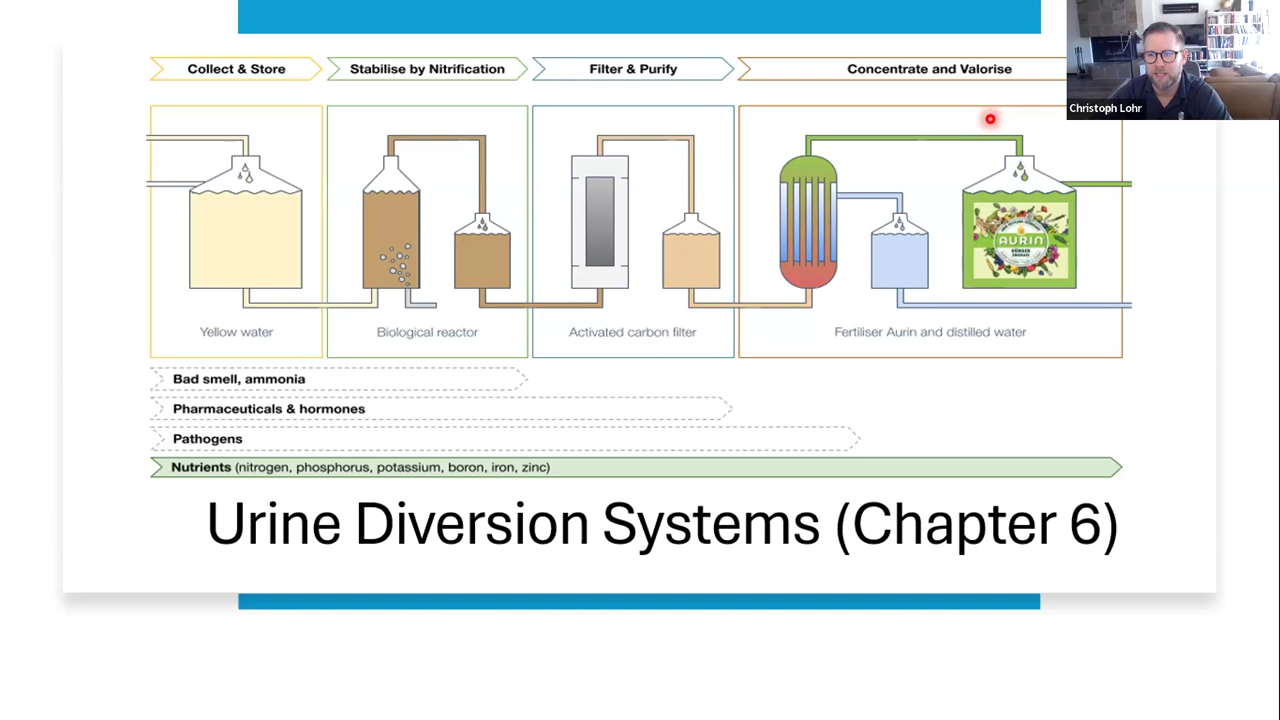 Collect & Store
Stabilise by Nitrification
Filter & Purify
Concentrate and Valorise
Christoph Lohr
AURIN
Yellow water
Biological reactor
Activated carbon filter
Fertiliser Aurin and distilled water
Bad smell, ammonia
Pharmaceuticals & hormones
Pathogens
Nutrients (nitrogen, phosphorus, potassium, boron, iron, zinc)
Urine Diversion Systems (Chapter 6)